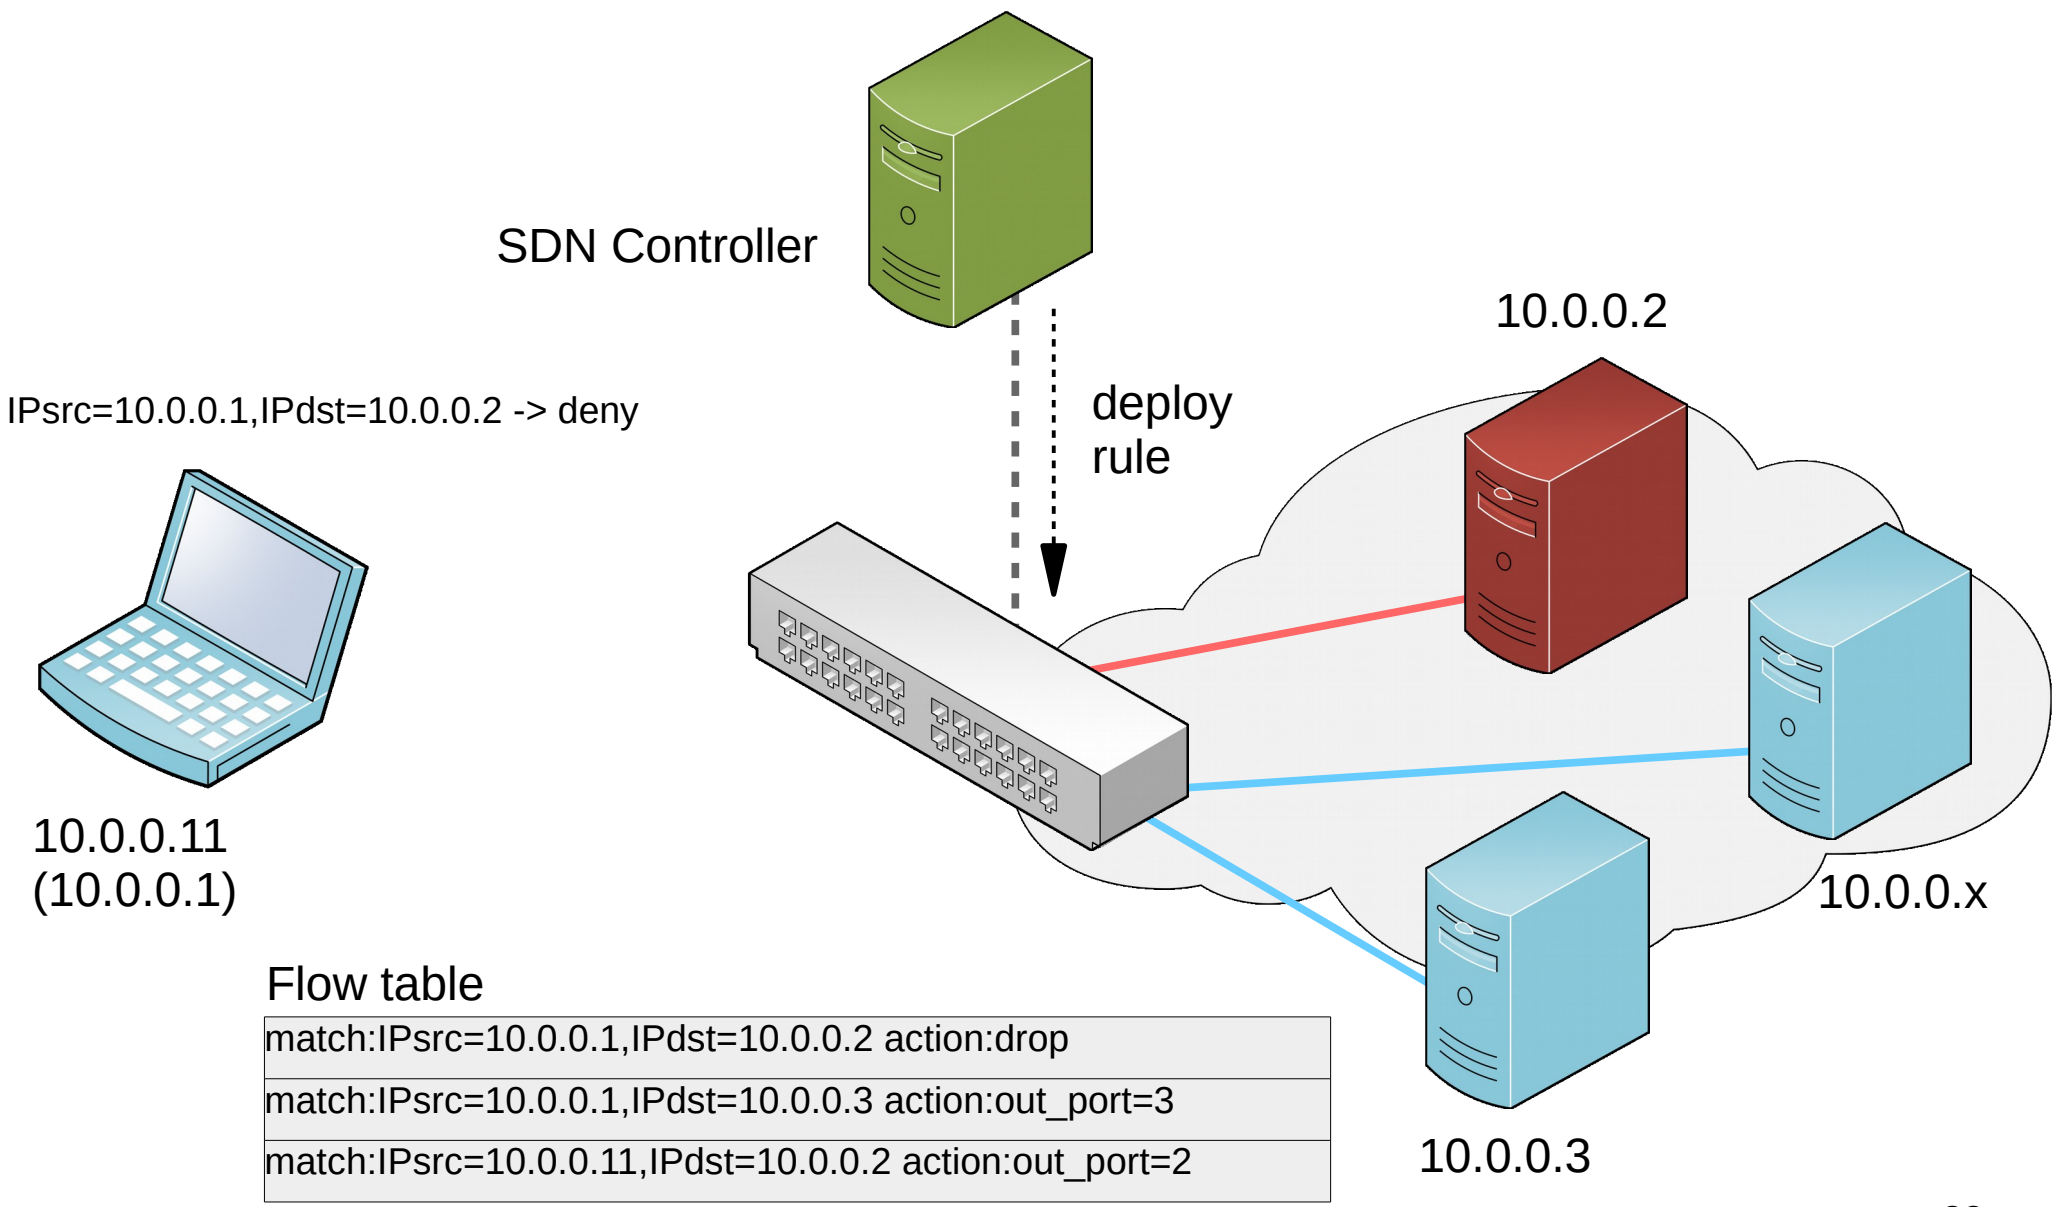 SDN Controller
10.0.0.2
deploy
rule
IPsrc=10.0.0.1,IPdst=10.0.0.2 -> deny
10.0.0.11
(10.0.0.1)
10.0.0.x
Flow table
match:IPsrc=10.0.0.1,IPdst=10.0.0.2 action:drop
match:IPsrc=10.0.0.1,IPdst=10.0.0.3 action:out_port=3
match:IPsrc=10.0.0.11,IPdst=10.0.0.2 action:out_port=2
10.0.0.3